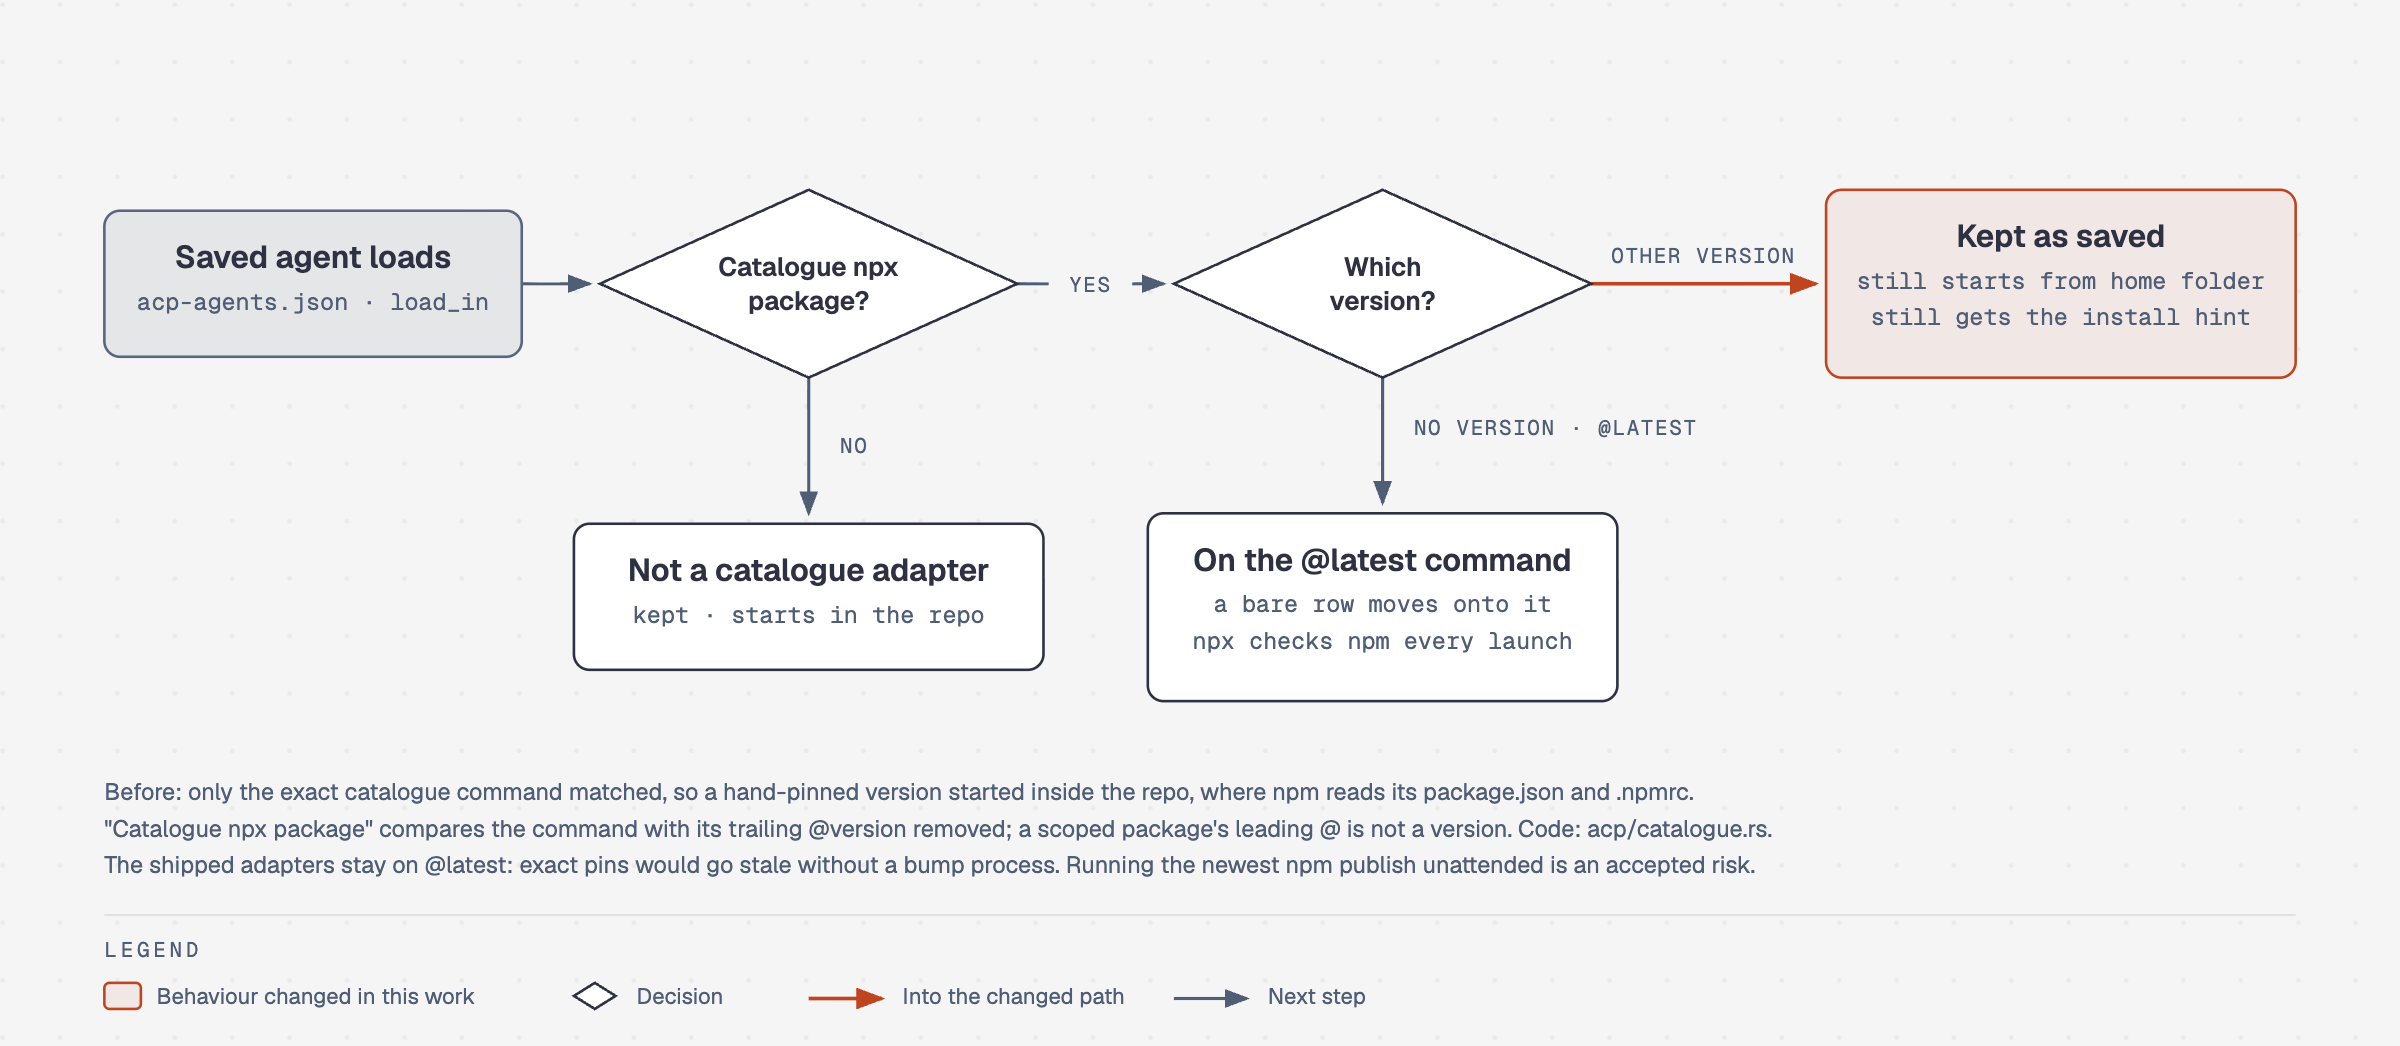 Saved agent loads
acp-agents.json · load_in
Catalogue npx
package?
YES
Which
version?
OTHER VERSION
Kept as saved
still starts from home folder
still gets the install hint
NO
NO VERSION · @LATEST
Not a catalogue adapter
kept · starts in the repo
On the @latest command
a bare row moves onto it
npx checks npm every launch
Before: only the exact catalogue command matched, so a hand-pinned version started inside the repo, where npm reads its package.json and .npmrc.
"Catalogue npx package" compares the command with its trailing @version removed; a scoped package's leading @ is not a version. Code: acp/catalogue.rs.
The shipped adapters stay on @latest: exact pins would go stale without a bump process. Running the newest npm publish unattended is an accepted risk.
LEGEND
Behaviour changed in this work
Decision
Into the changed path
Next step